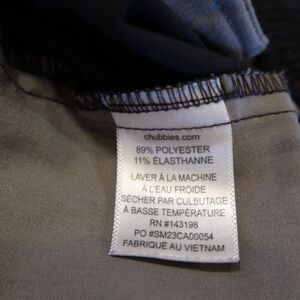 chubbies.com
89% POLYESTER
11% ÉLASTHANNE
LAVER À LA MACHINE
À L'EAU FROIDE
SÉCHER PAR CULBUTAGE
À BASSE TEMPÉRATURE
RN #143198
PO #SM23CA00054
FABRIQUÉ AU VIETNAM